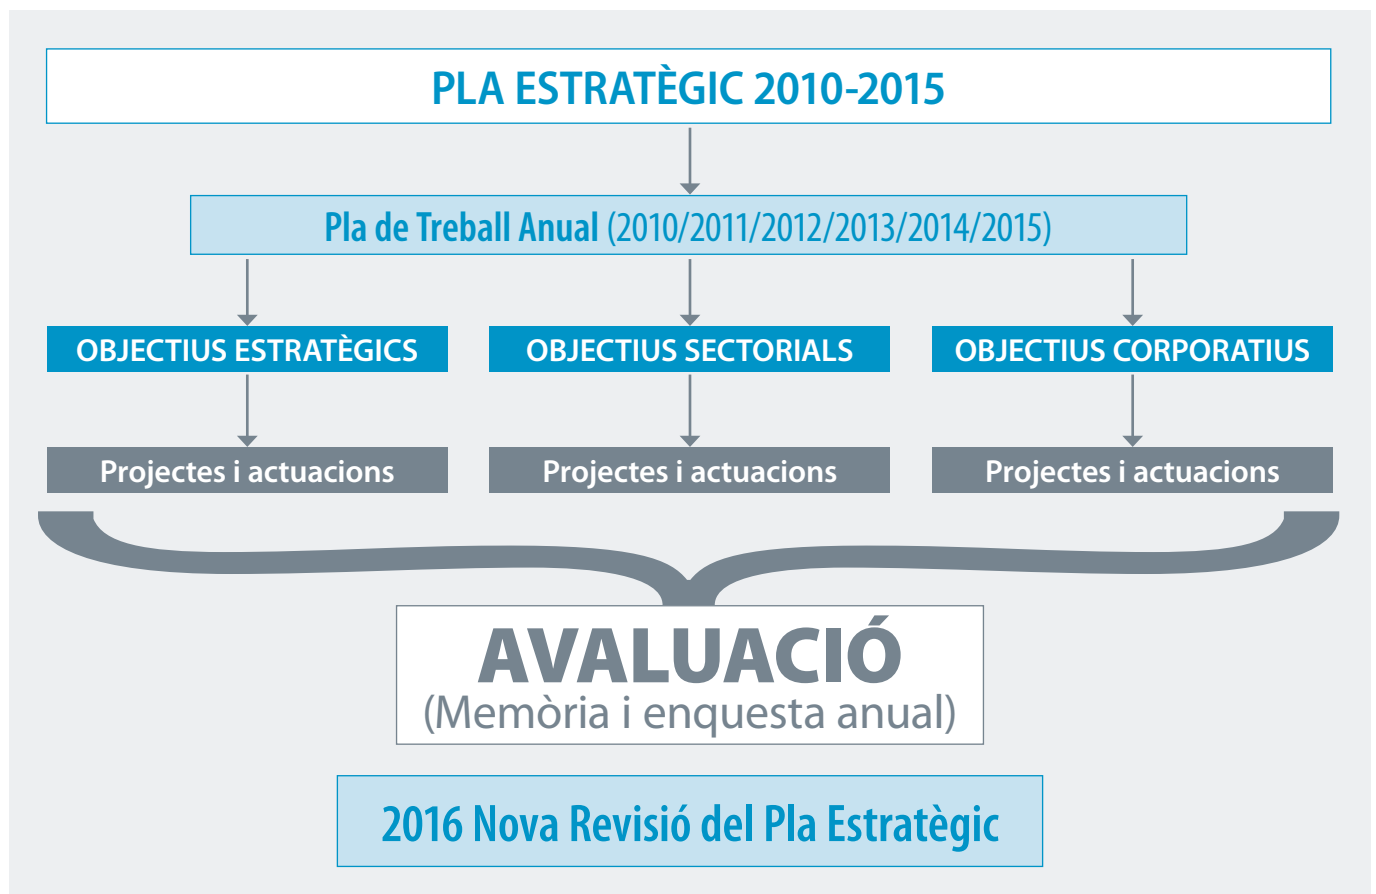 PLA ESTRATÈGIC 2010-2015
Pla de Treball Anual (2010/2011/2012/2013/2014/2015)
OBJECTIUS ESTRATÈGICS
OBJECTIUS SECTORIALS
OBJECTIUS CORPORATIUS
Projectes i actuacions
Projectes i actuacions
Projectes i actuacions
AVALUACIÓ
(Memòria i enquesta anual)
2016 Nova Revisió del Pla Estratègic